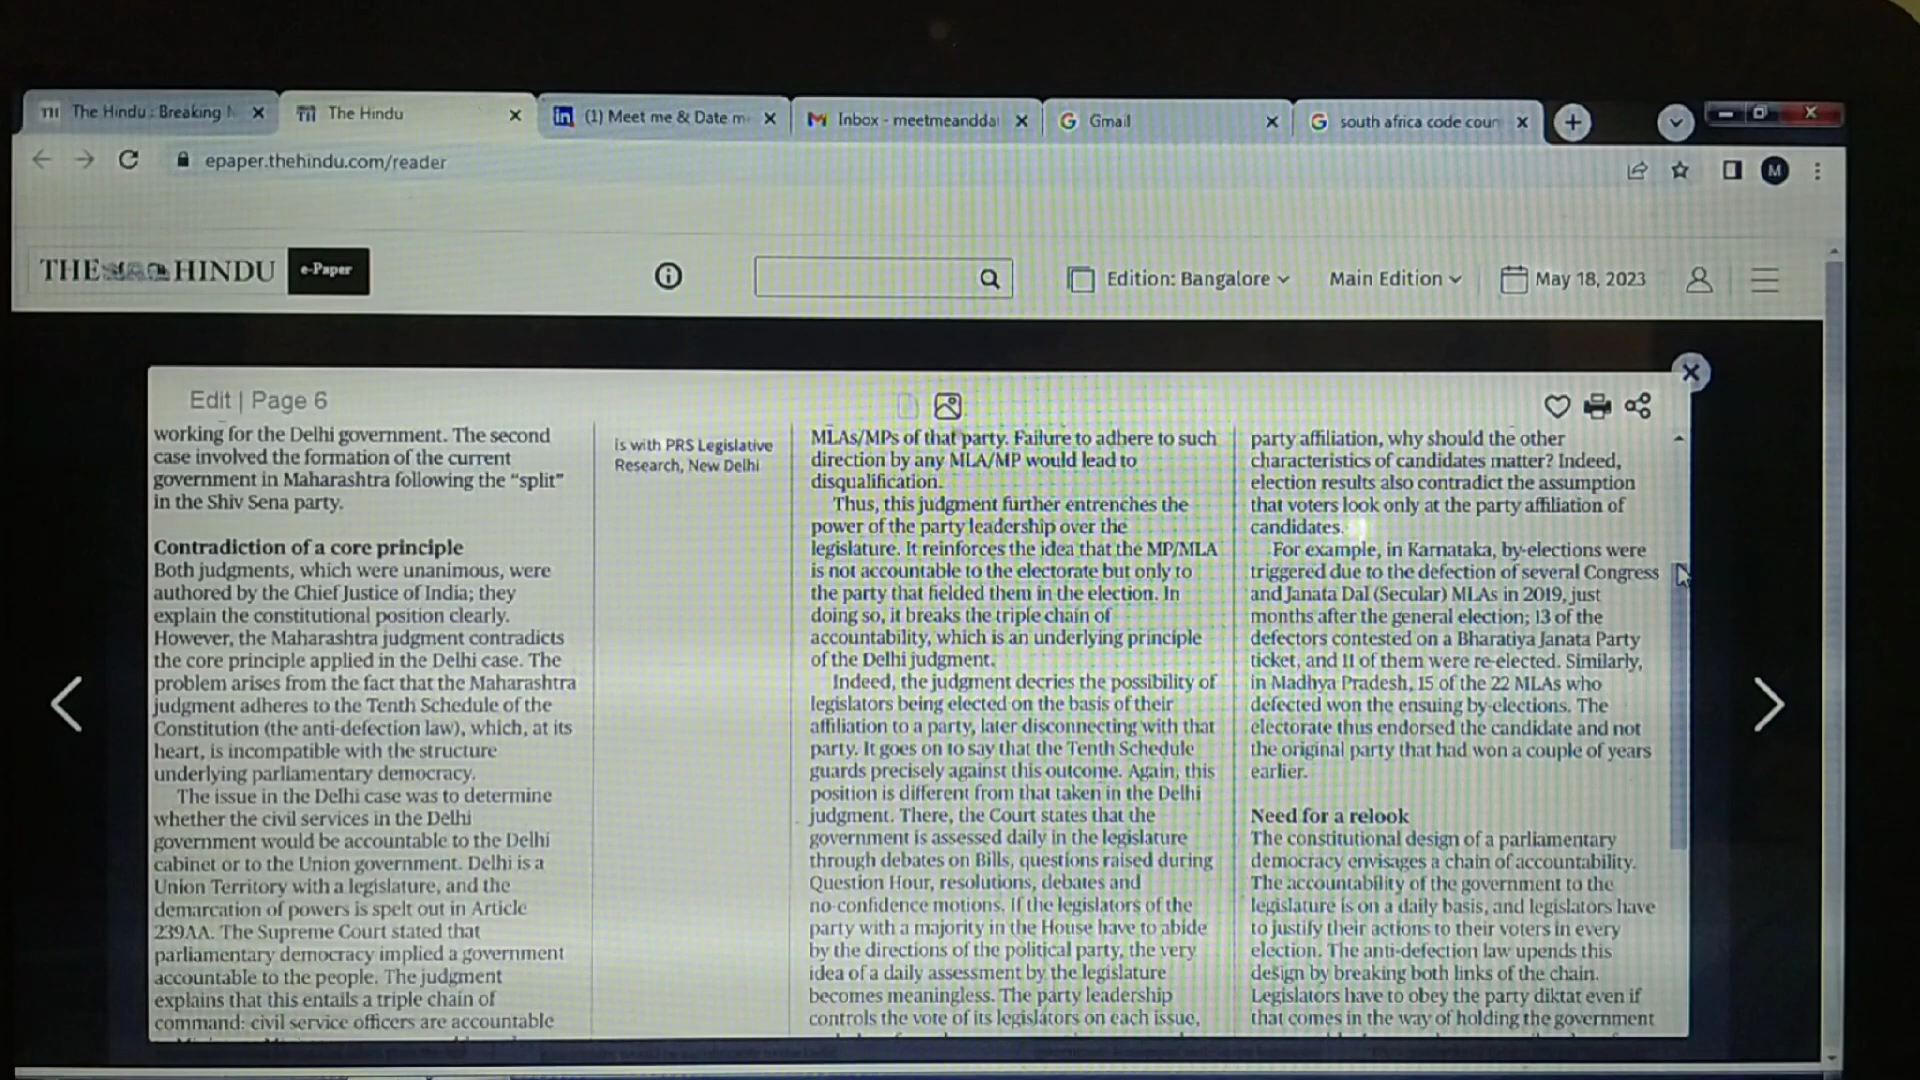 The Hindu : Breaking N
The Hindu
(1) Meet me & Date m
Inbox - meetmeanddat
Gmail
south africa code coun
epaper.thehindu.com/reader
M
THE HINDU
e-Paper
Edition: Bangalore
Main Edition
May 18, 2023
Edit | Page 6
working for the Delhi government. The second
case involved the formation of the current
government in Maharashtra following the “split”
in the Shiv Sena party.
Contradiction of a core principle
Both judgments, which were unanimous, were
authored by the Chief Justice of India; they
explain the constitutional position clearly.
However, the Maharashtra judgment contradicts
the core principle applied in the Delhi case. The
problem arises from the fact that the Maharashtra
judgment adheres to the Tenth Schedule of the
Constitution (the anti-defection law), which, at its
heart, is incompatible with the structure
underlying parliamentary democracy.
The issue in the Delhi case was to determine
whether the civil services in the Delhi
government would be accountable to the Delhi
cabinet or to the Union government. Delhi is a
Union Territory with a legislature, and the
demarcation of powers is spelt out in Article
239AA. The Supreme Court stated that
parliamentary democracy implied a government
accountable to the people. The judgment
explains that this entails a triple chain of
command: civil service officers are accountable
is with PRS Legislative
Research, New Delhi
MLAs/MPs of that party. Failure to adhere to such
direction by any MLA/MP would lead to
disqualification.
Thus, this judgment further entrenches the
power of the party leadership over the
legislature. It reinforces the idea that the MP/MLA
is not accountable to the electorate but only to
the party that fielded them in the election. In
doing so, it breaks the triple chain of
accountability, which is an underlying principle
of the Delhi judgment.
Indeed, the judgment decries the possibility of
legislators being elected on the basis of their
affiliation to a party, later disconnecting with that
party. It goes on to say that the Tenth Schedule
guards precisely against this outcome. Again, this
position is different from that taken in the Delhi
judgment. There, the Court states that the
government is assessed daily in the legislature
through debates on Bills, questions raised during
Question Hour, resolutions, debates and
no-confidence motions. If the legislators of the
party with a majority in the House have to abide
by the directions of the political party, the very
idea of a daily assessment by the legislature
becomes meaningless. The party leadership
controls the vote of its legislators on each issue,
party affiliation, why should the other
characteristics of candidates matter? Indeed,
election results also contradict the assumption
that voters look only at the party affiliation of
candidates.
For example, in Karnataka, by-elections were
triggered due to the defection of several Congress
and Janata Dal (Secular) MLAs in 2019, just
months after the general election; 13 of the
defectors contested on a Bharatiya Janata Party
ticket, and 11 of them were re-elected. Similarly,
in Madhya Pradesh, 15 of the 22 MLAs who
defected won the ensuing by-elections. The
electorate thus endorsed the candidate and not
the original party that had won a couple of years
earlier.
Need for a relook
The constitutional design of a parliamentary
democracy envisages a chain of accountability.
The accountability of the government to the
legislature is on a daily basis, and legislators have
to justify their actions to their voters in every
election. The anti-defection law upends this
design by breaking both links of the chain.
Legislators have to obey the party diktat even if
that comes in the way of holding the government